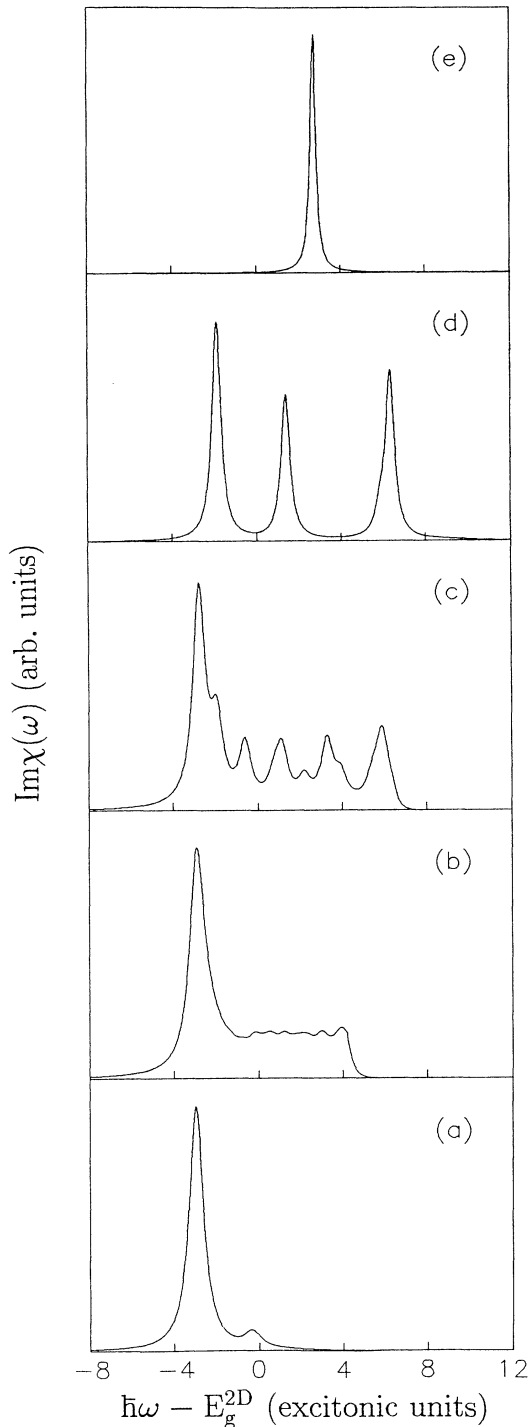 (e)
(d)
(c)
(b)
(a)
Imχ(ω) (arb. units)
−8 −4 0 4 8 12
ħω − E_g^{2D} (excitonic units)